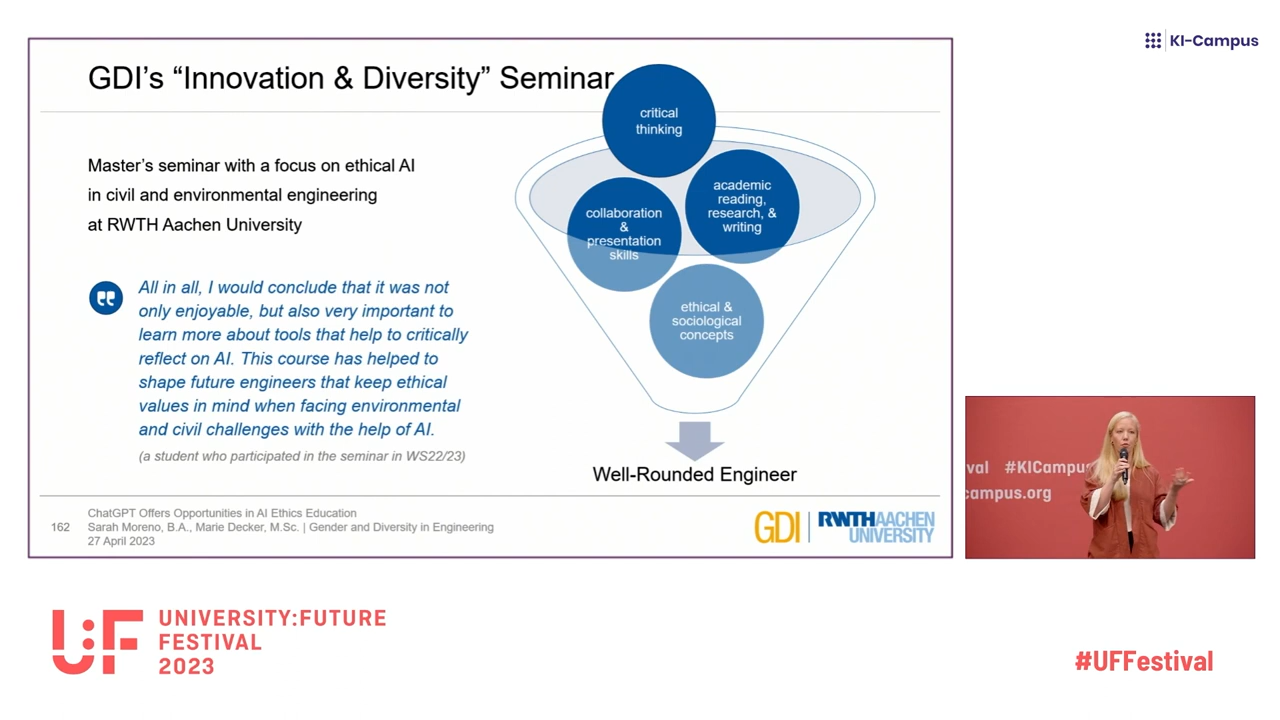 KI-Campus
GDI's “Innovation & Diversity” Seminar
Master's seminar with a focus on ethical AI
in civil and environmental engineering
at RWTH Aachen University
All in all, I would conclude that it was not
only enjoyable, but also very important to
learn more about tools that help to critically
reflect on AI. This course has helped to
shape future engineers that keep ethical
values in mind when facing environmental
and civil challenges with the help of AI.
(a student who participated in the seminar in WS22/23)
critical
thinking
collaboration
&
presentation
skills
academic
reading,
research, &
writing
ethical &
sociological
concepts
Well-Rounded Engineer
162
ChatGPT Offers Opportunities in AI Ethics Education
Sarah Moreno, B.A., Marie Decker, M.Sc. | Gender and Diversity in Engineering
27 April 2023
GDI
RWTH AACHEN
UNIVERSITY
val #KICampu
campus.org
U:F
UNIVERSITY:FUTURE
FESTIVAL
2023
#UFFestival